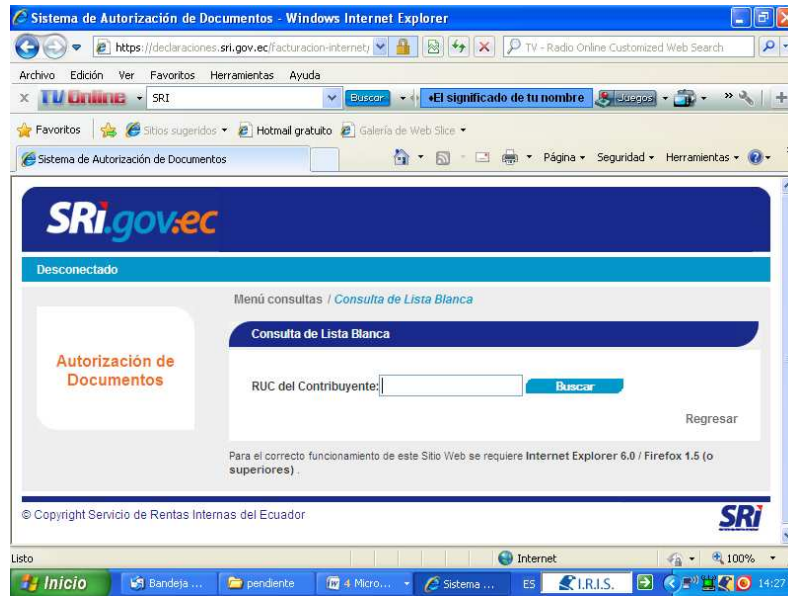 Sistema de Autorización de Documentos - Windows Internet Explorer
https://declaraciones.sri.gov.ec/facturacion-internet/
TV - Radio Online Customized Web Search
Archivo Edición Ver Favoritos Herramientas Ayuda
x TV Online SRI Buscar •El significado de tu nombre Juegos »
Favoritos Sitios sugeridos Hotmail gratuito Galería de Web Slice
Sistema de Autorización de Documentos Página Seguridad Herramientas
SRi.gov.ec
Desconectado
Menú consultas / Consulta de Lista Blanca
Consulta de Lista Blanca
Autorización de
Documentos
RUC del Contribuyente: Buscar
Regresar
Para el correcto funcionamiento de este Sitio Web se requiere Internet Explorer 6.0 / Firefox 1.5 (o
superiores) .
© Copyright Servicio de Rentas Internas del Ecuador
SRi
Listo Internet 100%
Inicio Bandeja ... pendiente 4 Micro... Sistema ... ES I.R.I.S. 14:27